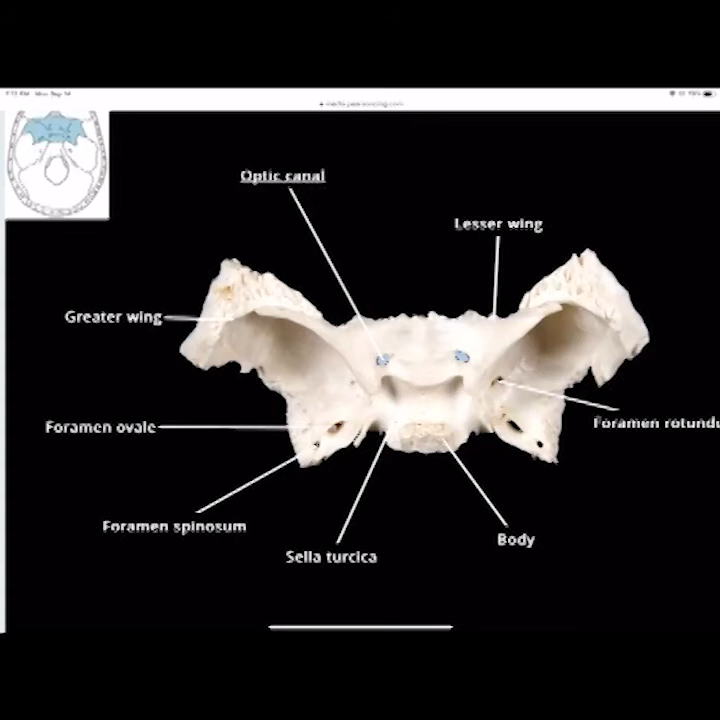 Optic canal
Lesser wing
Greater wing
Foramen ovale
Foramen rotundu
Foramen spinosum
Body
Sella turcica